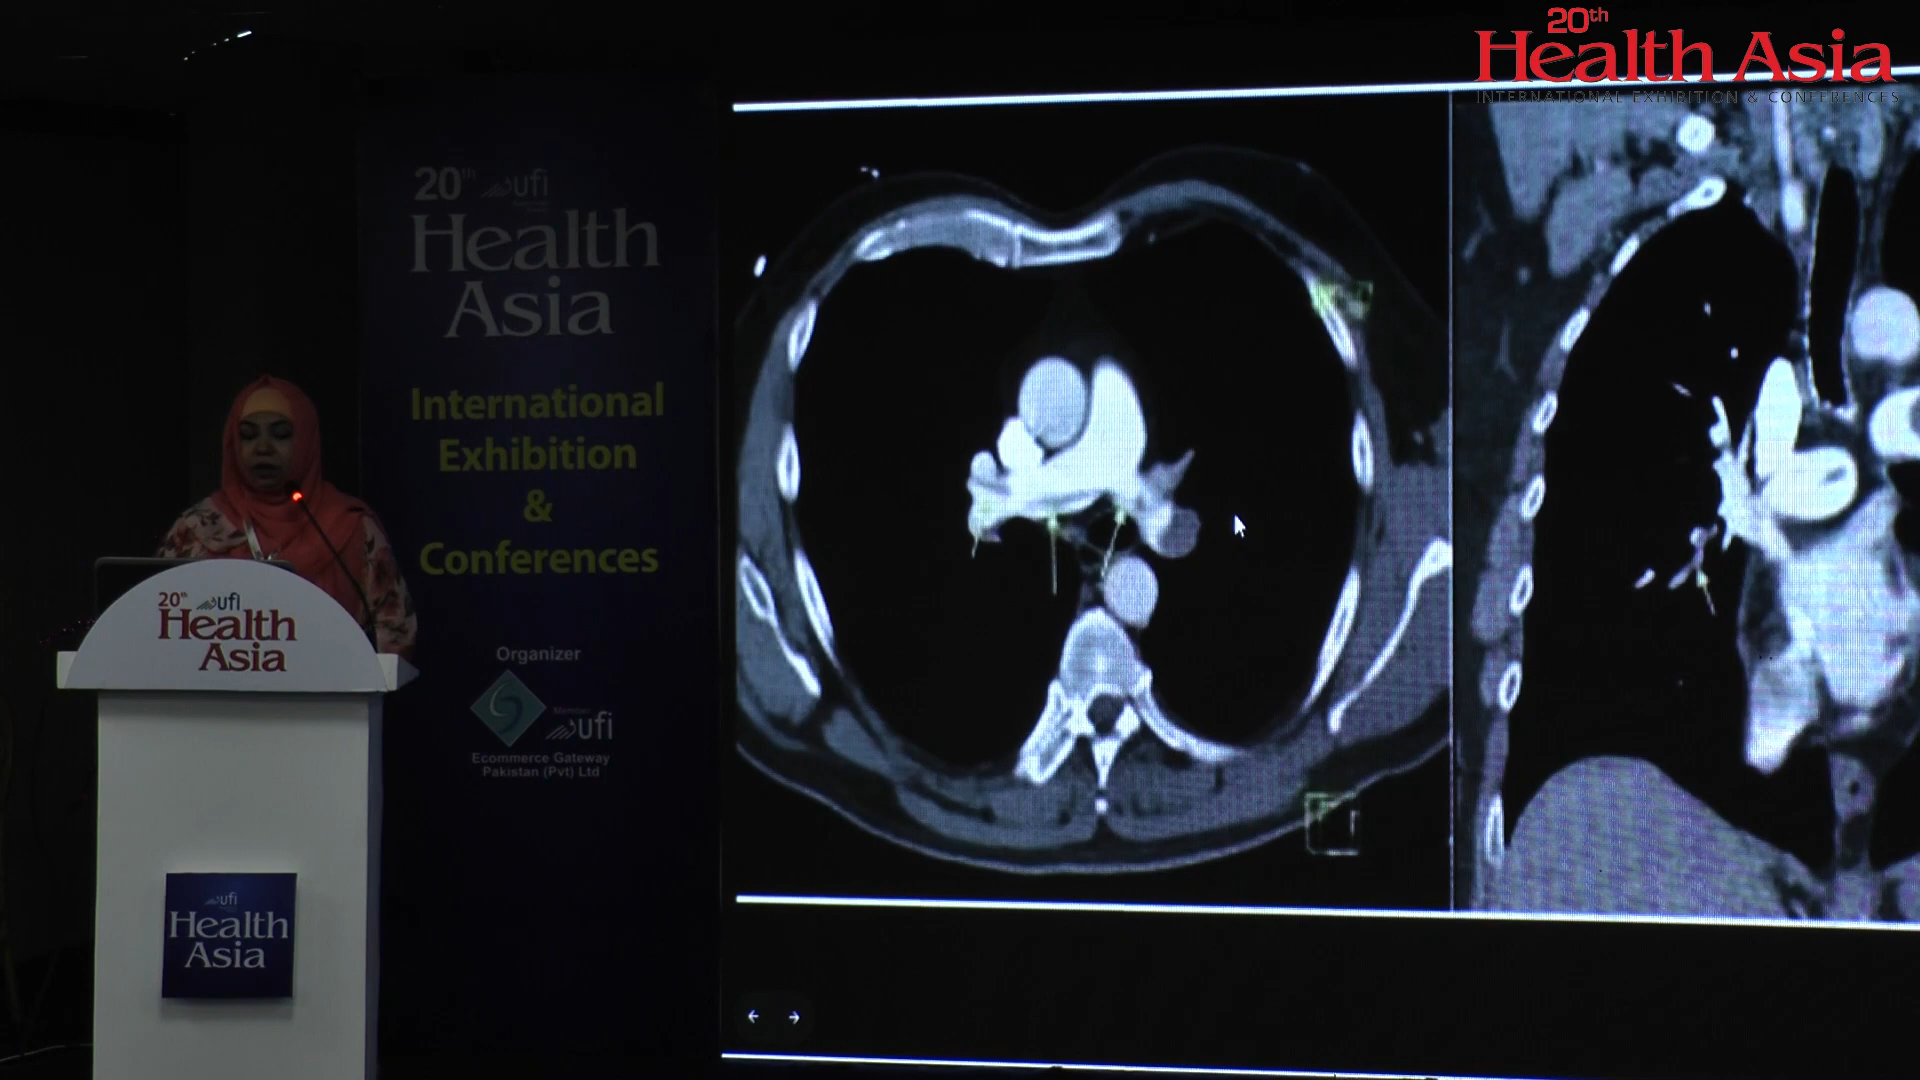 20th
Health Asia
INTERNATIONAL EXHIBITION & CONFERENCES
20th ufi
Health
Asia
International
Exhibition
&
Conferences
Organizer
Member
ufi
Ecommerce Gateway
Pakistan (Pvt) Ltd
20th ufi
Health
Asia
ufi
Health
Asia